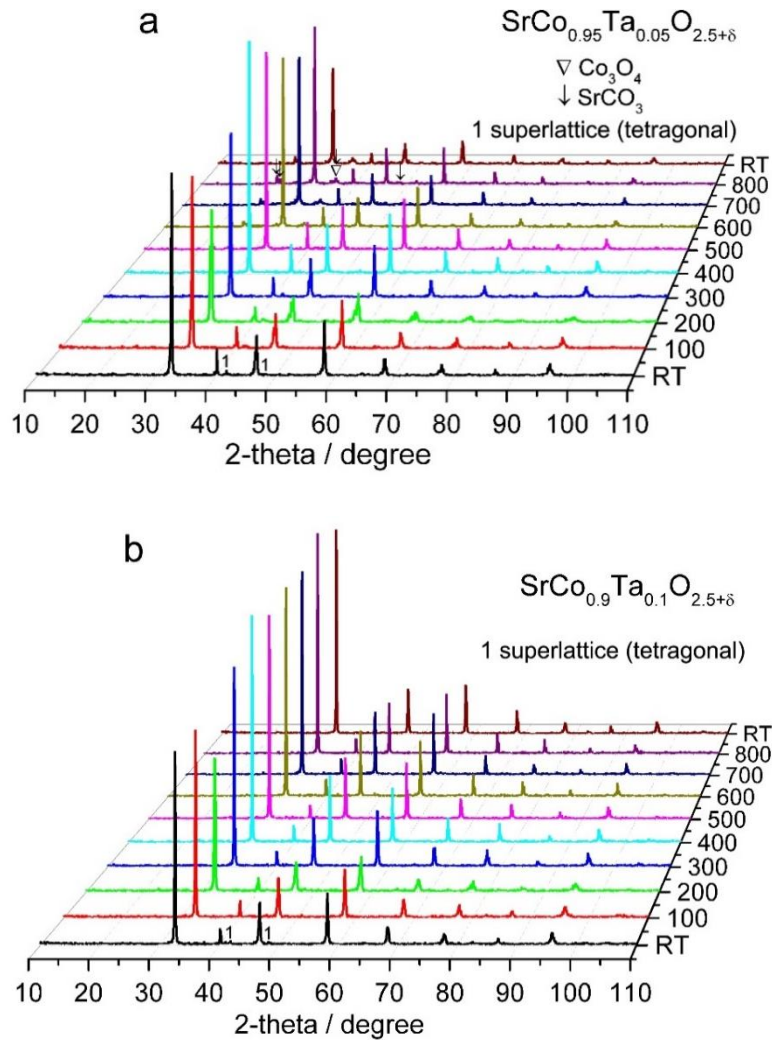 a
SrCo0.95Ta0.05O2.5+δ
▽ Co3O4
↓ SrCO3
1 superlattice (tetragonal)
RT
800
700
600
500
400
300
200
100
RT
1 1
10 20 30 40 50 60 70 80 90 100 110
2-theta / degree
b
SrCo0.9Ta0.1O2.5+δ
1 superlattice (tetragonal)
RT
800
700
600
500
400
300
200
100
RT
1 1
10 20 30 40 50 60 70 80 90 100 110
2-theta / degree